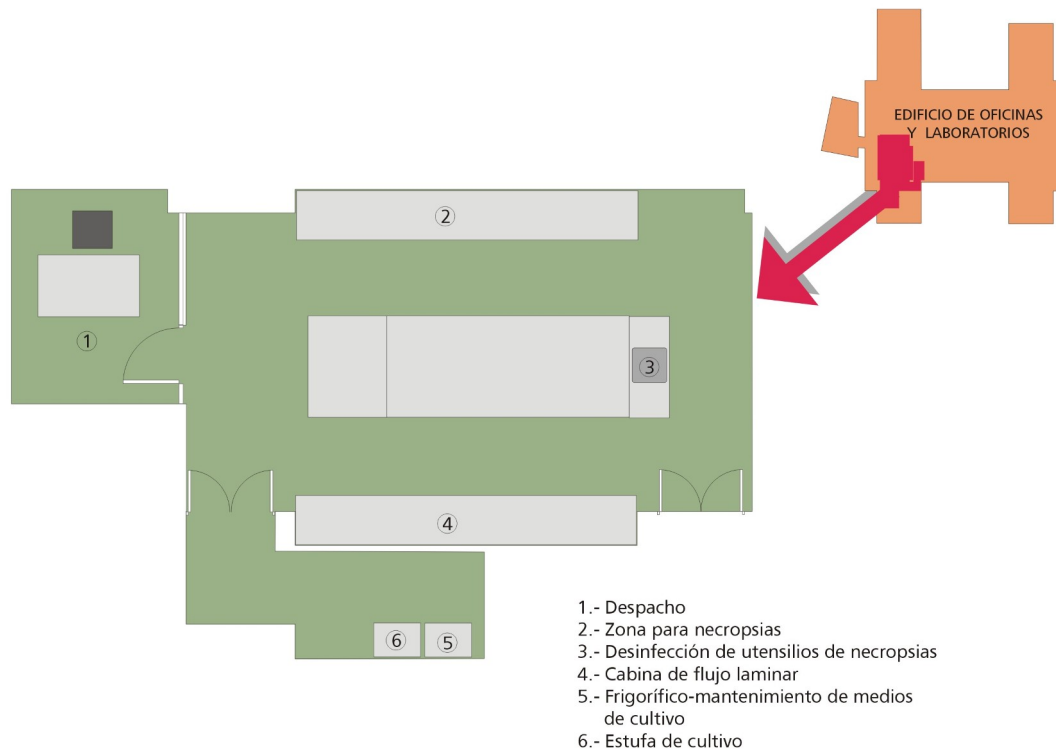 EDIFICIO DE OFICINAS
Y LABORATORIOS
2
1
3
4
6
5
1.- Despacho
2.- Zona para necropsias
3.- Desinfección de utensilios de necropsias
4.- Cabina de flujo laminar
5.- Frigorífico-mantenimiento de medios
de cultivo
6.- Estufa de cultivo